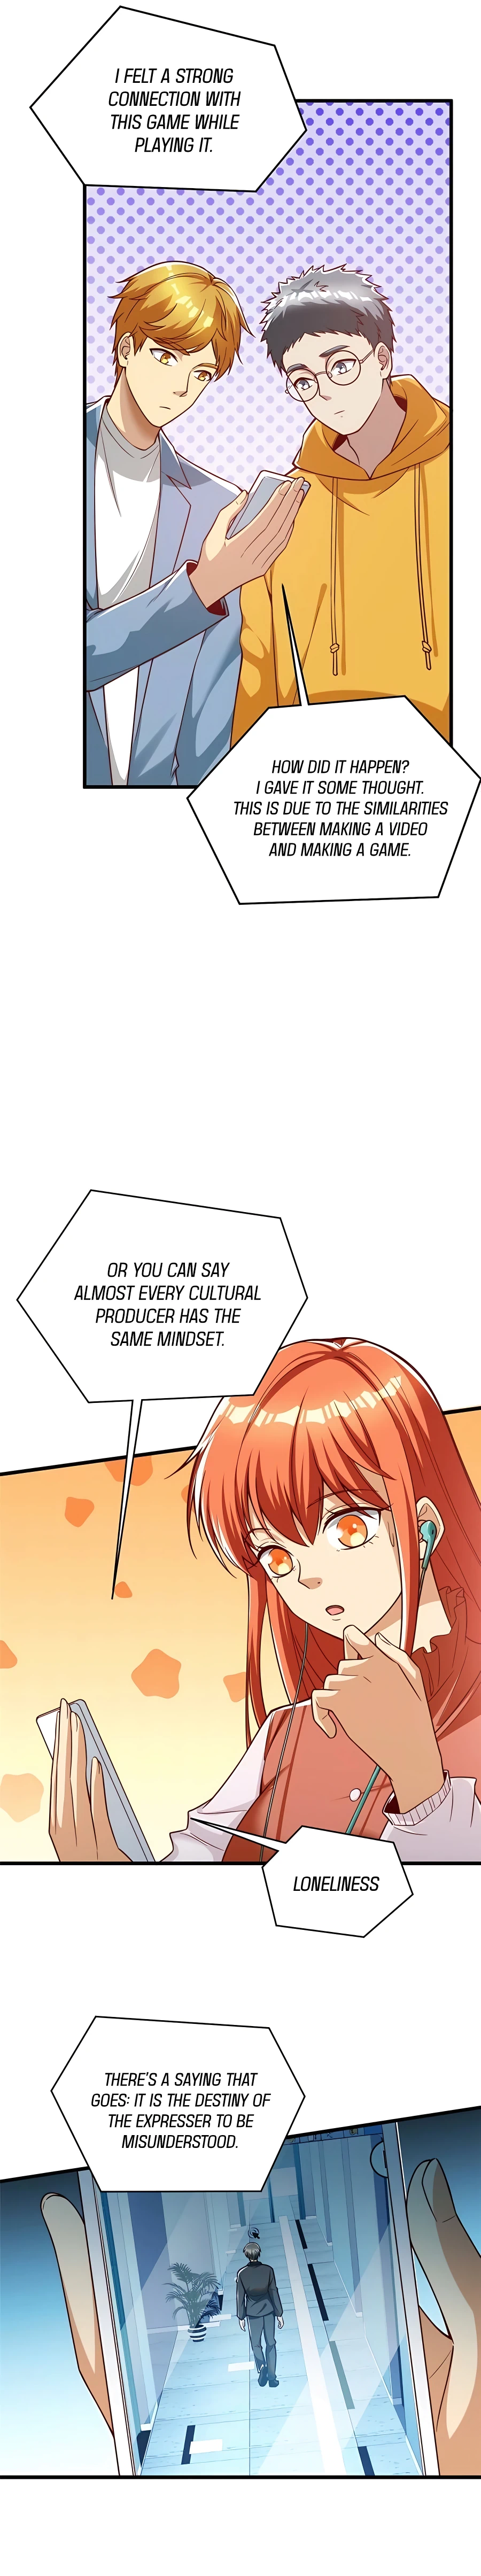 I FELT A STRONG
CONNECTION WITH
THIS GAME WHILE
PLAYING IT.
HOW DID IT HAPPEN?
I GAVE IT SOME THOUGHT.
THIS IS DUE TO THE SIMILARITIES
BETWEEN MAKING A VIDEO
AND MAKING A GAME.
OR YOU CAN SAY
ALMOST EVERY CULTURAL
PRODUCER HAS THE
SAME MINDSET.
LONELINESS
THERE'S A SAYING THAT
GOES: IT IS THE DESTINY OF
THE EXPRESSER TO BE
MISUNDERSTOOD.